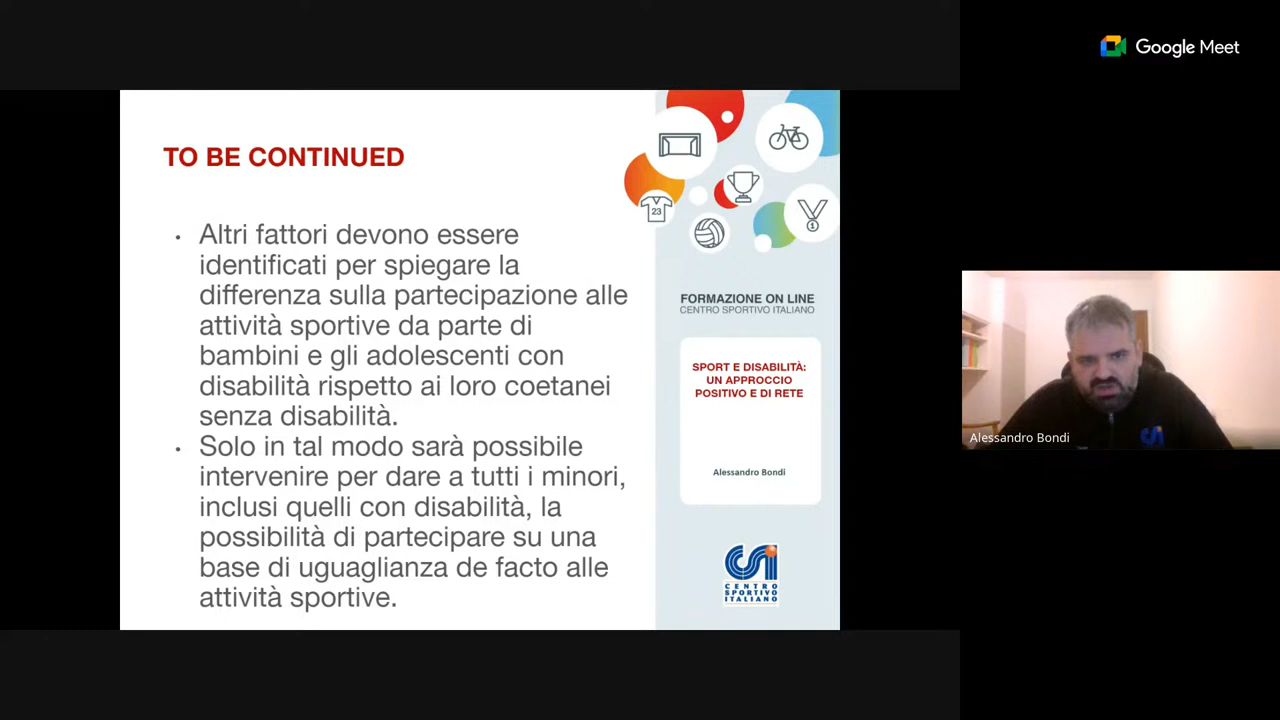 Google Meet
TO BE CONTINUED
• Altri fattori devono essere
identificati per spiegare la
differenza sulla partecipazione alle
attività sportive da parte di
bambini e gli adolescenti con
disabilità rispetto ai loro coetanei
senza disabilità.
• Solo in tal modo sarà possibile
intervenire per dare a tutti i minori,
inclusi quelli con disabilità, la
possibilità di partecipare su una
base di uguaglianza de facto alle
attività sportive.
23
1
FORMAZIONE ON LINE
CENTRO SPORTIVO ITALIANO
SPORT E DISABILITÀ:
UN APPROCCIO
POSITIVO E DI RETE
Alessandro Bondi
CSI
CENTRO
SPORTIVO
ITALIANO
Alessandro Bondi